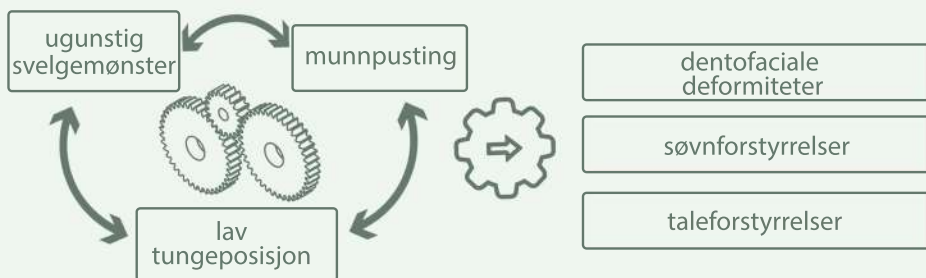 ugunstig
svelgemønster
munnpusting
lav
tungeposisjon
dentofaciale
deformiteter
søvnforstyrrelser
taleforstyrrelser